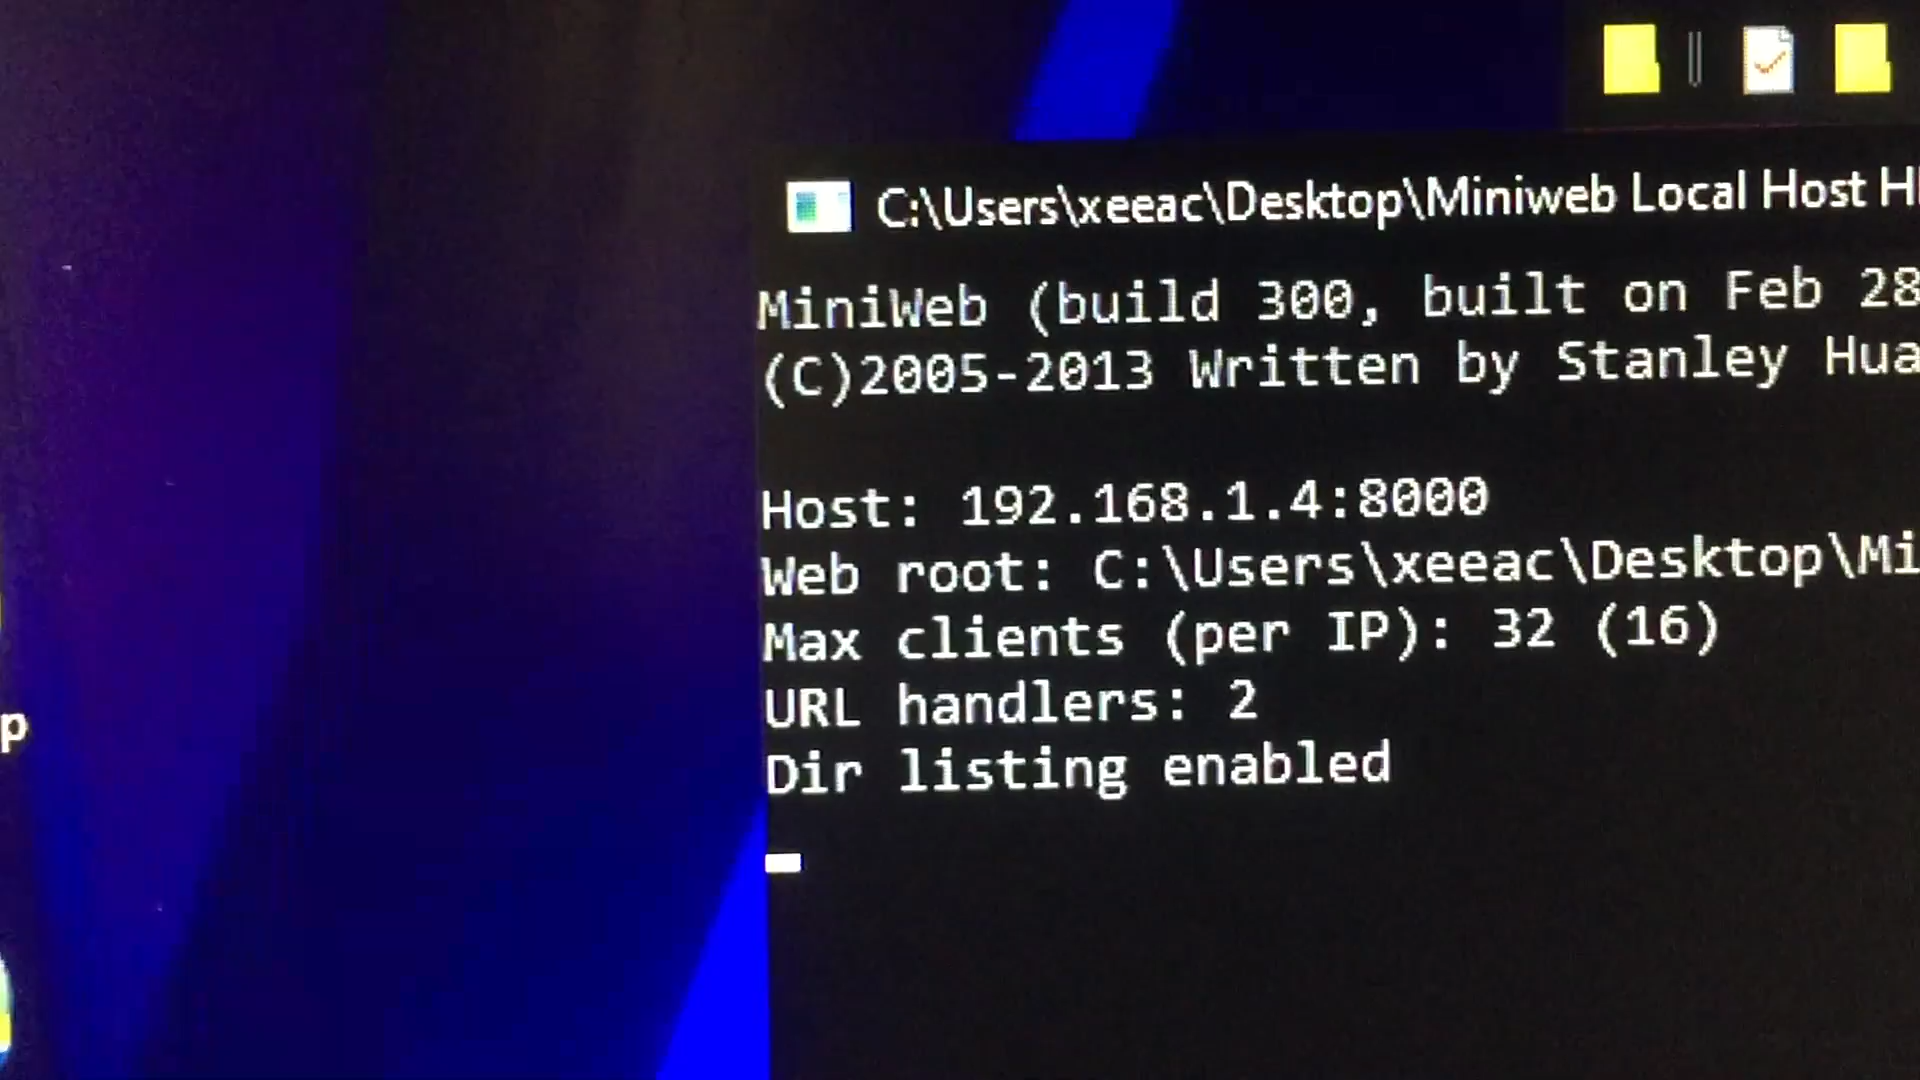 C:\Users\xeeac\Desktop\Miniweb Local Host
MiniWeb (build 300, built on Feb 28
(C)2005-2013 Written by Stanley
Host: 192.168.1.4:8000
Web root: C:\Users\xeeac\Desktop\Mi
Max clients (per IP): 32 (16)
URL handlers: 2
Dir listing enabled
p